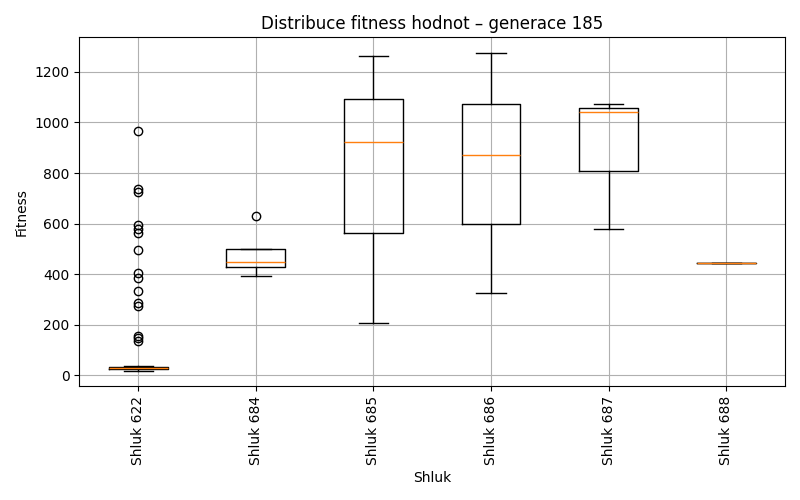 Distribuce fitness hodnot – generace 185
Fitness
1200
1000
800
600
400
200
0
Shluk 622
Shluk 684
Shluk 685
Shluk 686
Shluk 687
Shluk 688
Shluk